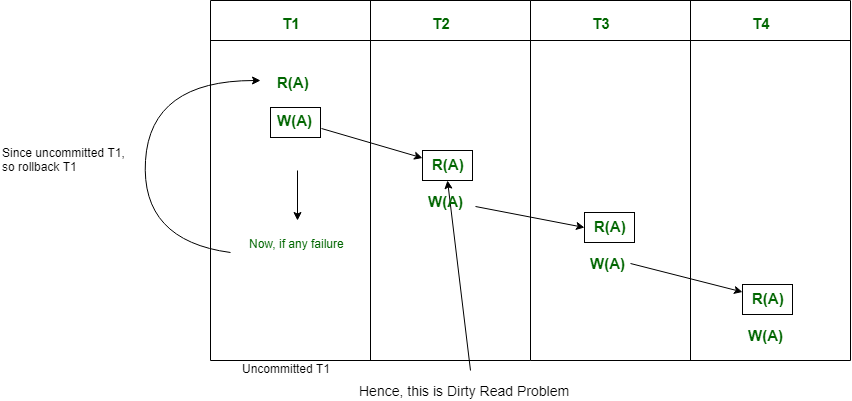 T1 T2 T3 T4
R(A)
W(A)
Since uncommitted T1,
so rollback T1
R(A)
W(A)
R(A)
Now, if any failure
W(A)
R(A)
W(A)
Uncommitted T1
Hence, this is Dirty Read Problem